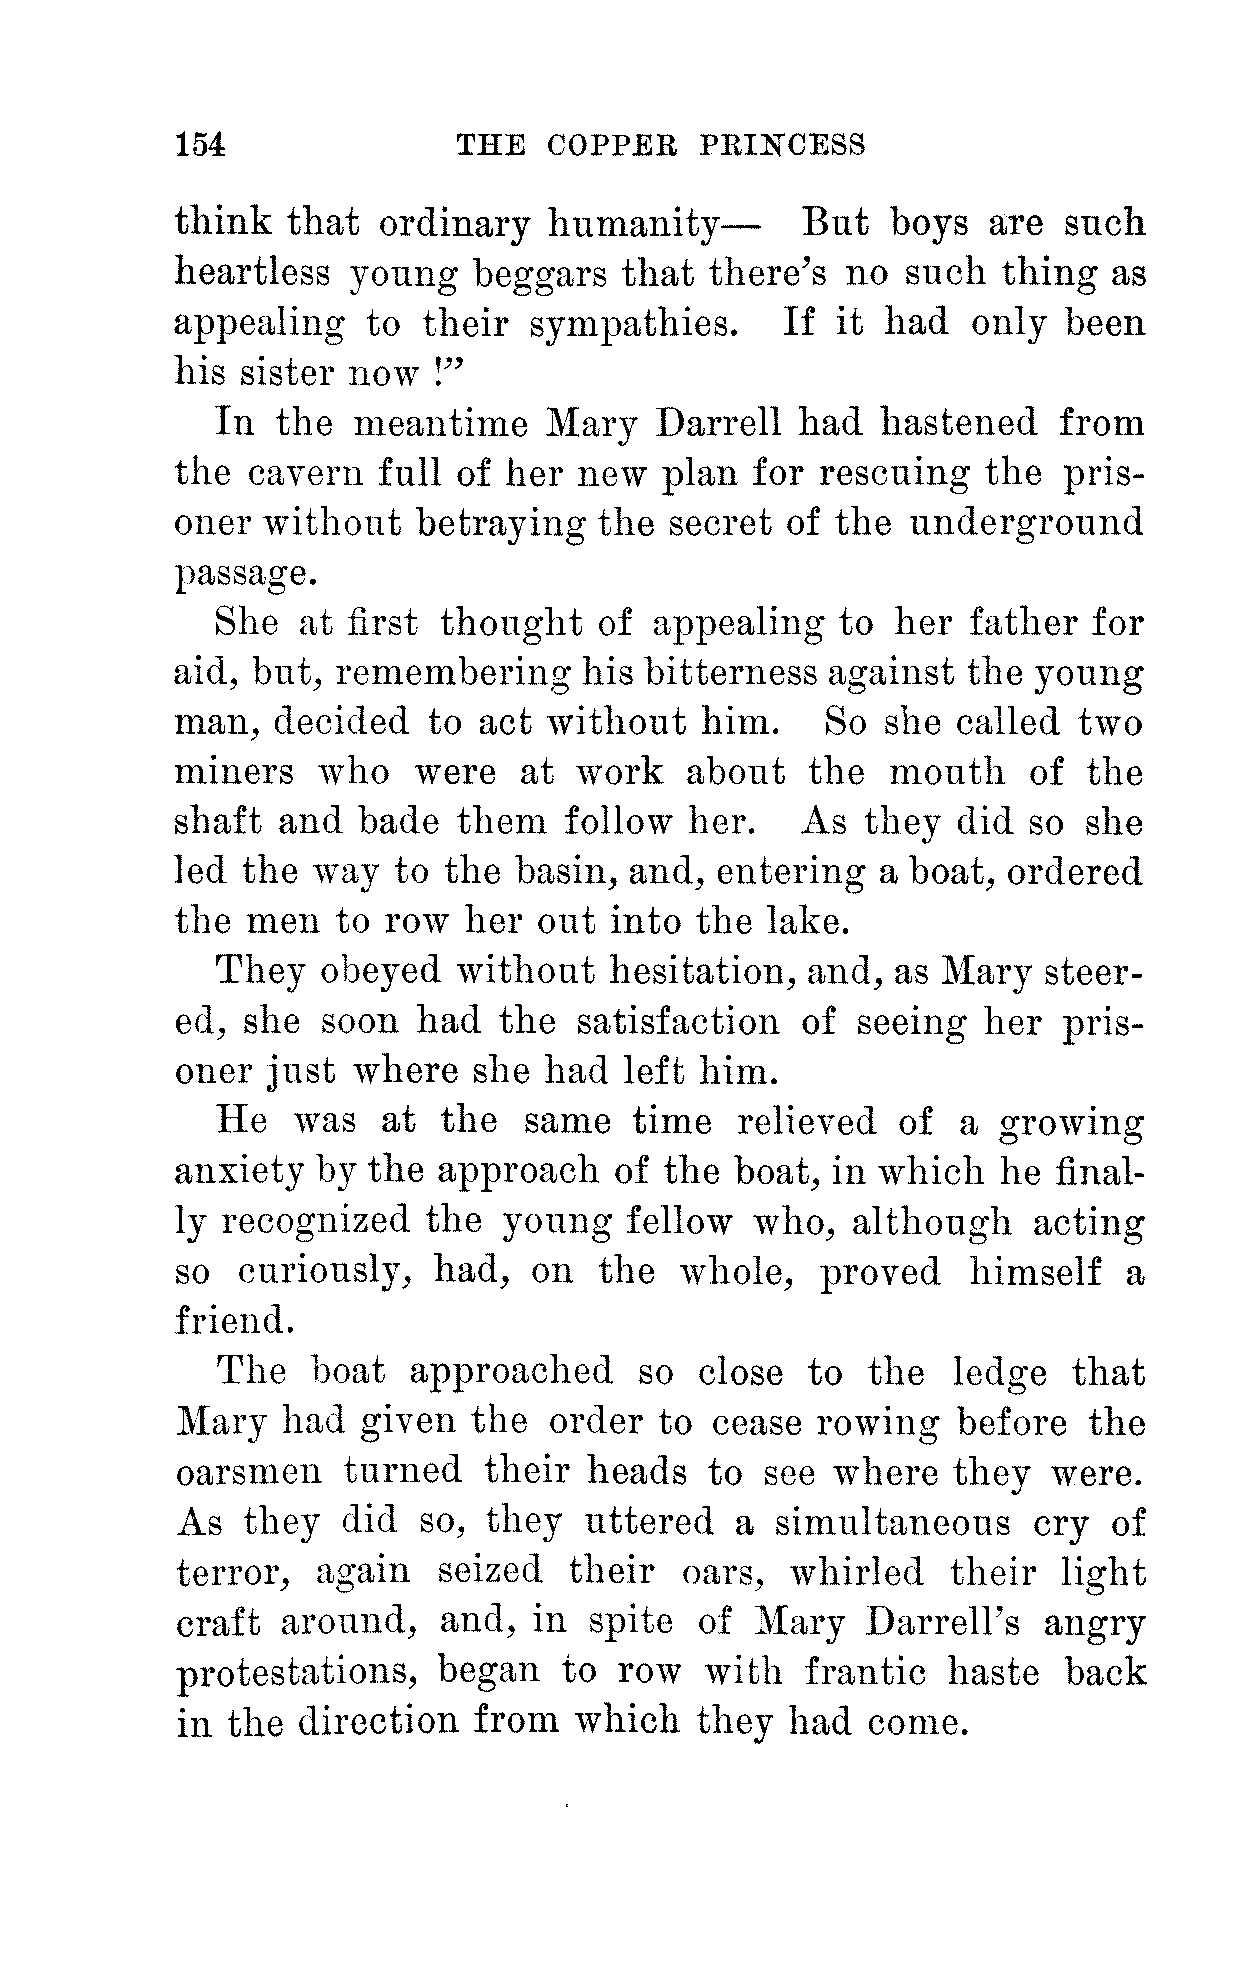 154 THE COPPER PRINCESS
think that ordinary humanity— But boys are such
heartless young beggars that there's no such thing as
appealing to their sympathies. If it had only been
his sister now !"
In the meantime Mary Darrell had hastened from
the cavern full of her new plan for rescuing the pris-
oner without betraying the secret of the underground
passage.
She at first thought of appealing to her father for
aid, but, remembering his bitterness against the young
man, decided to act without him. So she called two
miners who were at work about the mouth of the
shaft and bade them follow her. As they did so she
led the way to the basin, and, entering a boat, ordered
the men to row her out into the lake.
They obeyed without hesitation, and, as Mary steer-
ed, she soon had the satisfaction of seeing her pris-
oner just where she had left him.
He was at the same time relieved of a growing
anxiety by the approach of the boat, in which he final-
ly recognized the young fellow who, although acting
so curiously, had, on the whole, proved himself a
friend.
The boat approached so close to the ledge that
Mary had given the order to cease rowing before the
oarsmen turned their heads to see where they were.
As they did so, they uttered a simultaneous cry of
terror, again seized their oars, whirled their light
craft around, and, in spite of Mary Darrell's angry
protestations, began to row with frantic haste back
in the direction from which they had come.